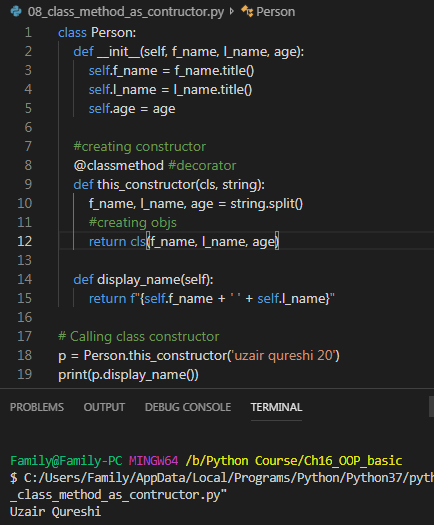 08_class_method_as_contructor.py > Person
1 class Person:
2     def __init__(self, f_name, l_name, age):
3         self.f_name = f_name.title()
4         self.l_name = l_name.title()
5         self.age = age
6
7     #creating constructor
8     @classmethod #decorator
9     def this_constructor(cls, string):
10         f_name, l_name, age = string.split()
11         #creating objs
12         return cls(f_name, l_name, age)
13
14     def display_name(self):
15         return f"{self.f_name + ' ' + self.l_name}"
16
17 # Calling class constructor
18 p = Person.this_constructor('uzair qureshi 20')
19 print(p.display_name())
PROBLEMS OUTPUT DEBUG CONSOLE TERMINAL
Family@Family-PC MINGW64 /b/Python Course/Ch16_OOP_basic
$ C:/Users/Family/AppData/Local/Programs/Python/Python37/pyth
_class_method_as_contructor.py"
Uzair Qureshi